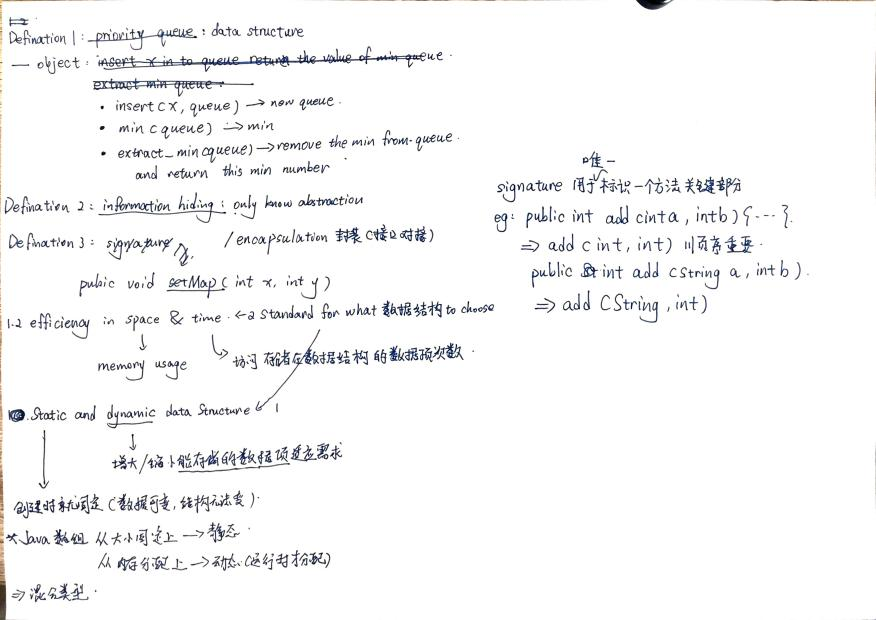 Defination 1: priority queue : data structure
— object : insert x in to queue return the value of min queue.
extract min queue.
· insert(x, queue) → new queue.
· min(queue) → min
· extract_min(queue) → remove the min from queue.
and return this min number
Defination 2: information hiding: only know abstraction
Defination 3: signature
/encapsulation 封装(接口对接)
public void setMap(int x, int y)
1.2 efficiency in space & time. ← 2 standard for what 数据结构 to choose
↓ memory usage
访问存储在数据结构的数据项次数.
Static and dynamic data structure
增大/缩小能存储的数据项适应需求
创建时就固定(数据可变,结构无法变).
* Java数组 从大小固定上 → 静态.
从内存分配上 → 动态.(运行时才分配)
⇒ 混合类型.
唯一
signature 用于标识一个方法关键部分
eg: public int add(int a, int b){...}.
⇒ add(int, int) 顺序重要.
public int add(String a, int b).
⇒ add(String, int)